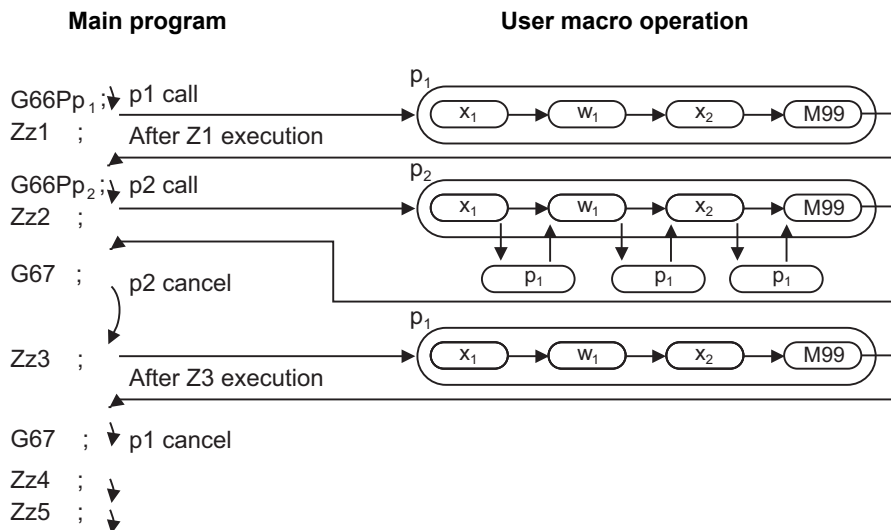 Main program
User macro operation
G66Pp1 ; p1 call
p1
x1 w1 x2 M99
Zz1 ; After Z1 execution
G66Pp2 ; p2 call
p2
x1 w1 x2 M99
Zz2 ;
p1 p1 p1
G67 ; p2 cancel
p1
x1 w1 x2 M99
Zz3 ;
After Z3 execution
G67 ; p1 cancel
Zz4 ;
Zz5 ;